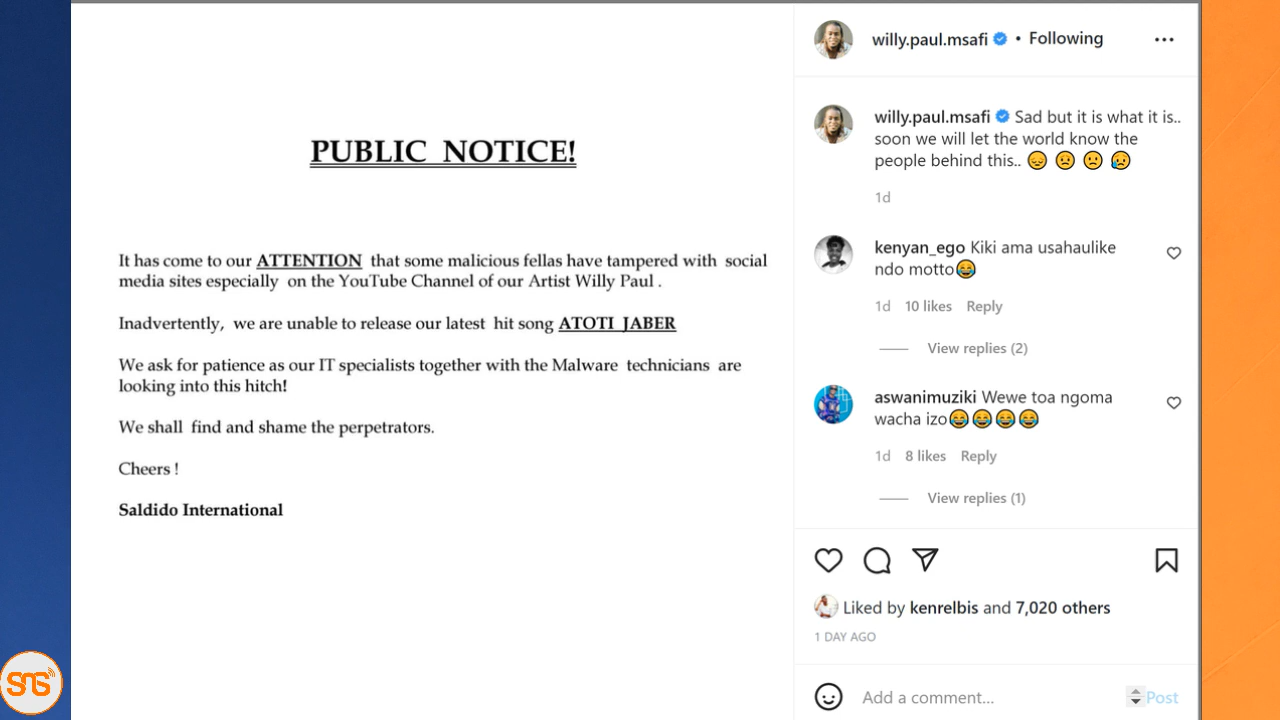 PUBLIC NOTICE!
It has come to our ATTENTION that some malicious fellas have tampered with social
media sites especially on the YouTube Channel of our Artist Willy Paul .
Inadvertently, we are unable to release our latest hit song ATOTI JABER
We ask for patience as our IT specialists together with the Malware technicians are
looking into this hitch!
We shall find and shame the perpetrators.
Cheers !
Saldido International
willy.paul.msafi • Following
willy.paul.msafi Sad but it is what it is..
soon we will let the world know the
people behind this.. 😔 😟 🙁 😥
1d
kenyan_ego Kiki ama usahaulike
ndo motto😂
1d 10 likes Reply
View replies (2)
aswanimuziki Wewe toa ngoma
wacha izo😂😂😂😂
1d 8 likes Reply
View replies (1)
Liked by kenrelbis and 7,020 others
1 DAY AGO
Add a comment... Post
SNS